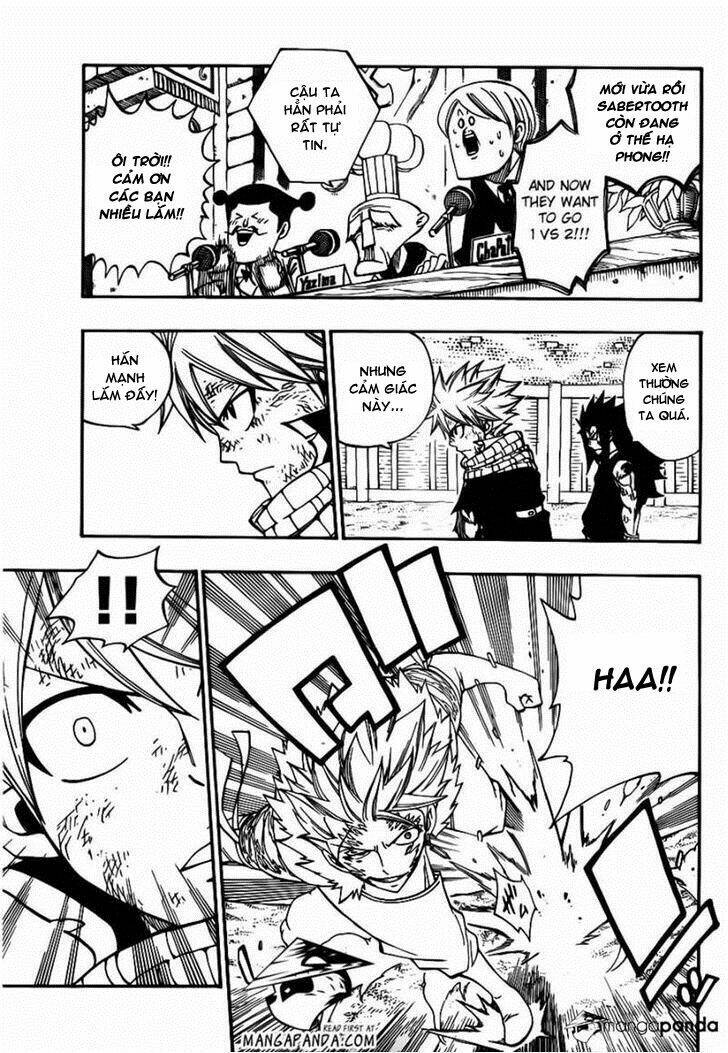 MỚI VỪA RỒI
SABERTOOTH
CÒN ĐANG
Ở THẾ HẠ
PHONG!!
AND NOW
THEY WANT
TO GO
1 VS 2!!!
CẬU TA
HẲN PHẢI
RẤT TỰ
TIN.
ÔI TRỜI!!
CẢM ƠN
CÁC BẠN
NHIỀU LẮM!!
Yazima
XEM
THƯỜNG
CHÚNG
TA QUÁ.
NHƯNG
CẢM GIÁC
NÀY...
HẮN
MẠNH
LẮM ĐẤY!
HAA!!
!!
READ FIRST AT
MANGAPANDA.COM
mangapanda